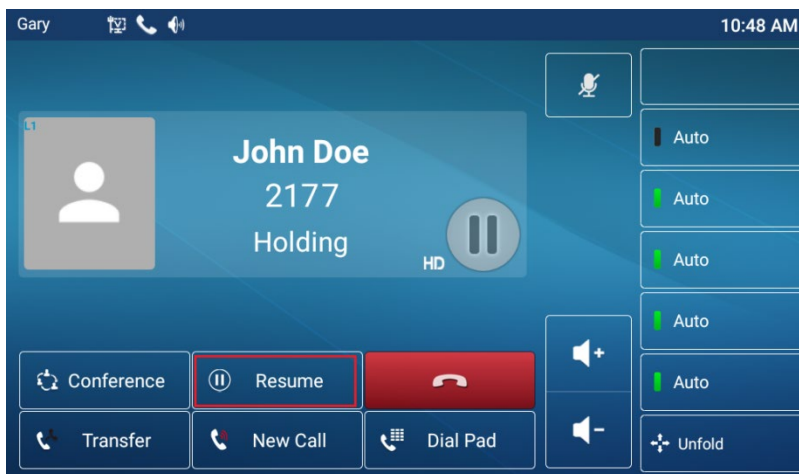 Gary
10:48 AM
L1
John Doe
2177
Holding
HD
Auto
Auto
Auto
Auto
Auto
Conference
Resume
Transfer
New Call
Dial Pad
Unfold